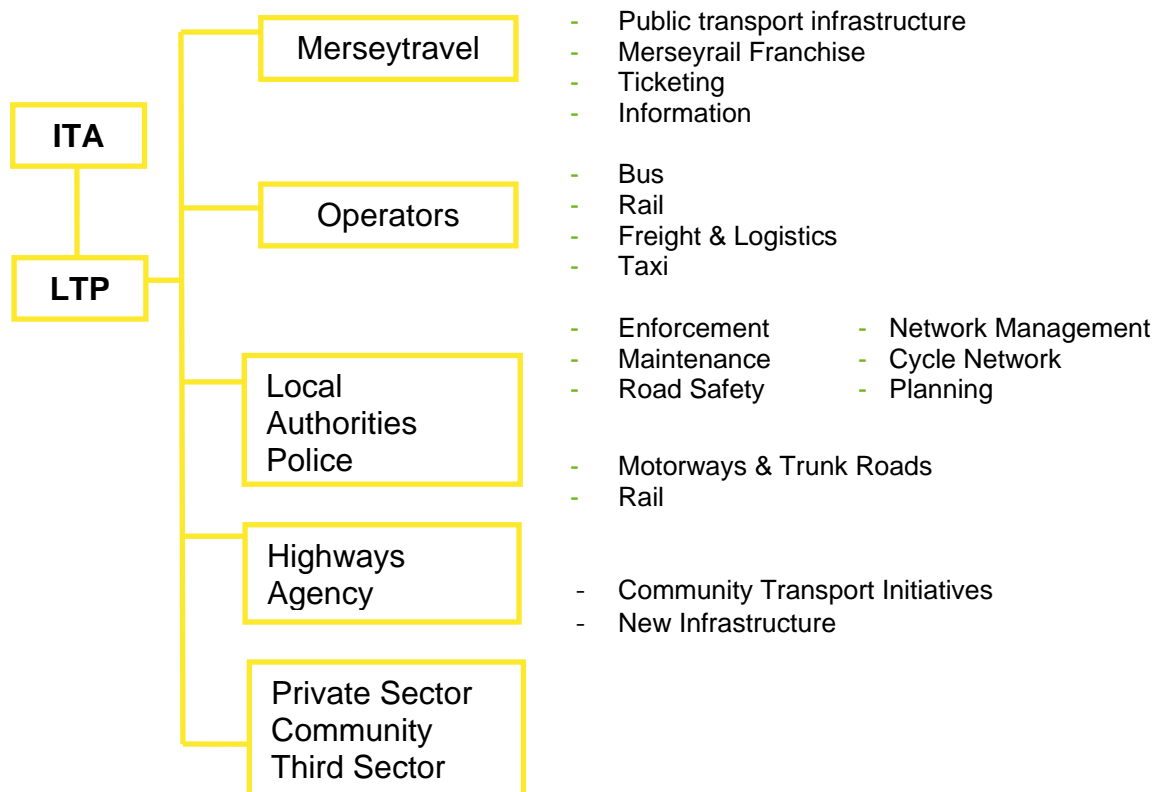 ITA
LTP
Merseytravel
- Public transport infrastructure
- Merseyrail Franchise
- Ticketing
- Information
Operators
- Bus
- Rail
- Freight & Logistics
- Taxi
Local
Authorities
Police
- Enforcement - Network Management
- Maintenance - Cycle Network
- Road Safety - Planning
Highways
Agency
- Motorways & Trunk Roads
- Rail
Private Sector
Community
Third Sector
- Community Transport Initiatives
- New Infrastructure